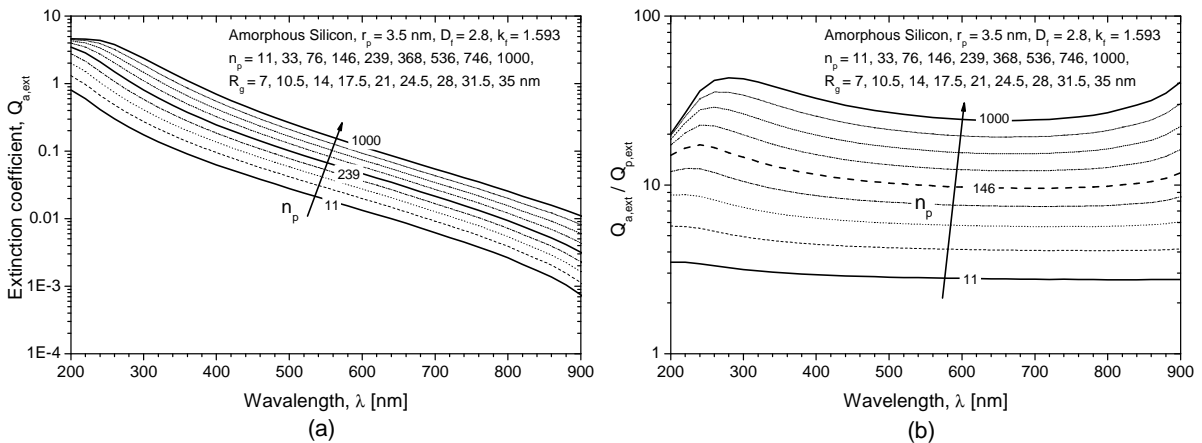 Amorphous Silicon, r_p = 3.5 nm, D_f = 2.8, k_f = 1.593
n_p = 11, 33, 76, 146, 239, 368, 536, 746, 1000,
R_g = 7, 10.5, 14, 17.5, 21, 24.5, 28, 31.5, 35 nm
Extinction coefficient, Q_a,ext
10
1
0.1
0.01
1E-3
1E-4
1000
239
11
n_p
200 300 400 500 600 700 800 900
Wavalength, λ [nm]
(a)
Amorphous Silicon, r_p = 3.5 nm, D_f = 2.8, k_f = 1.593
n_p = 11, 33, 76, 146, 239, 368, 536, 746, 1000,
R_g = 7, 10.5, 14, 17.5, 21, 24.5, 28, 31.5, 35 nm
Q_a,ext / Q_p,ext
100
10
1
1000
146
n_p
11
200 300 400 500 600 700 800 900
Wavelength, λ [nm]
(b)